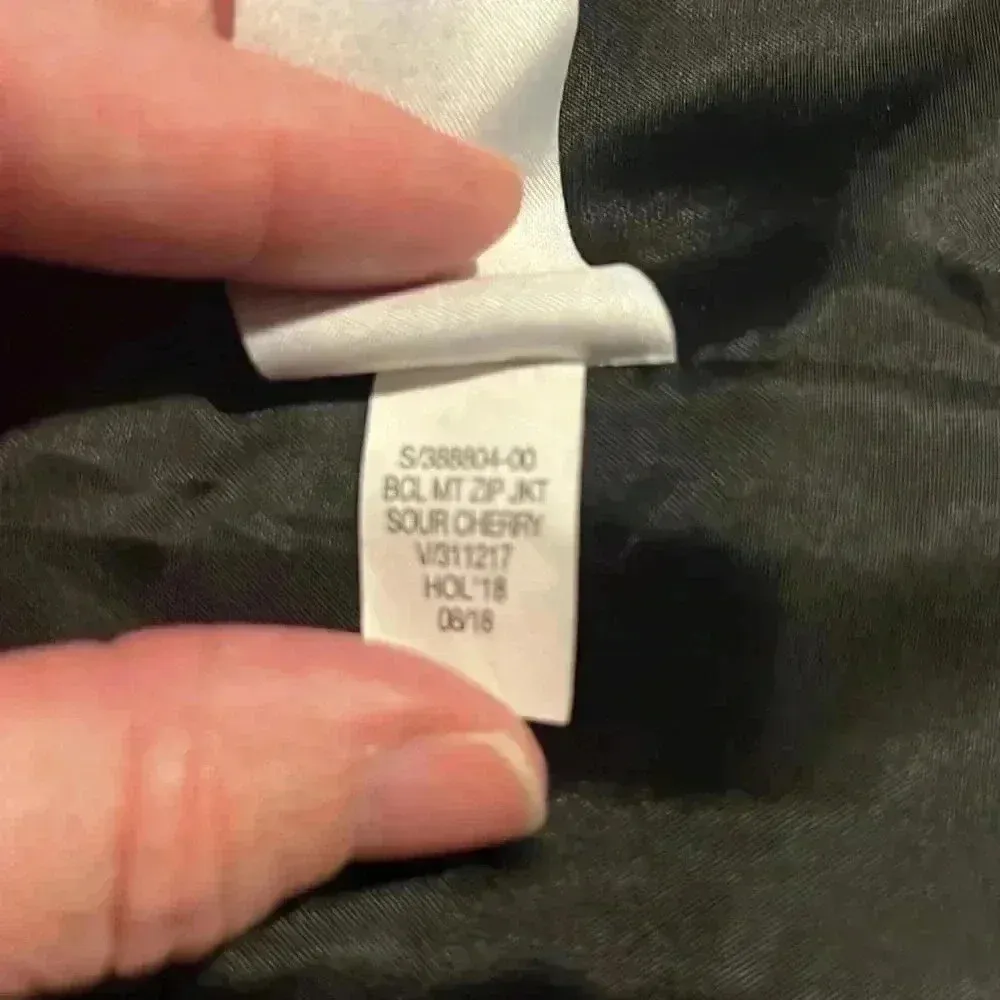 S/388804-00
BCL MT ZIP JKT
SOUR CHERRY
V/311217
HOL'18
08/18